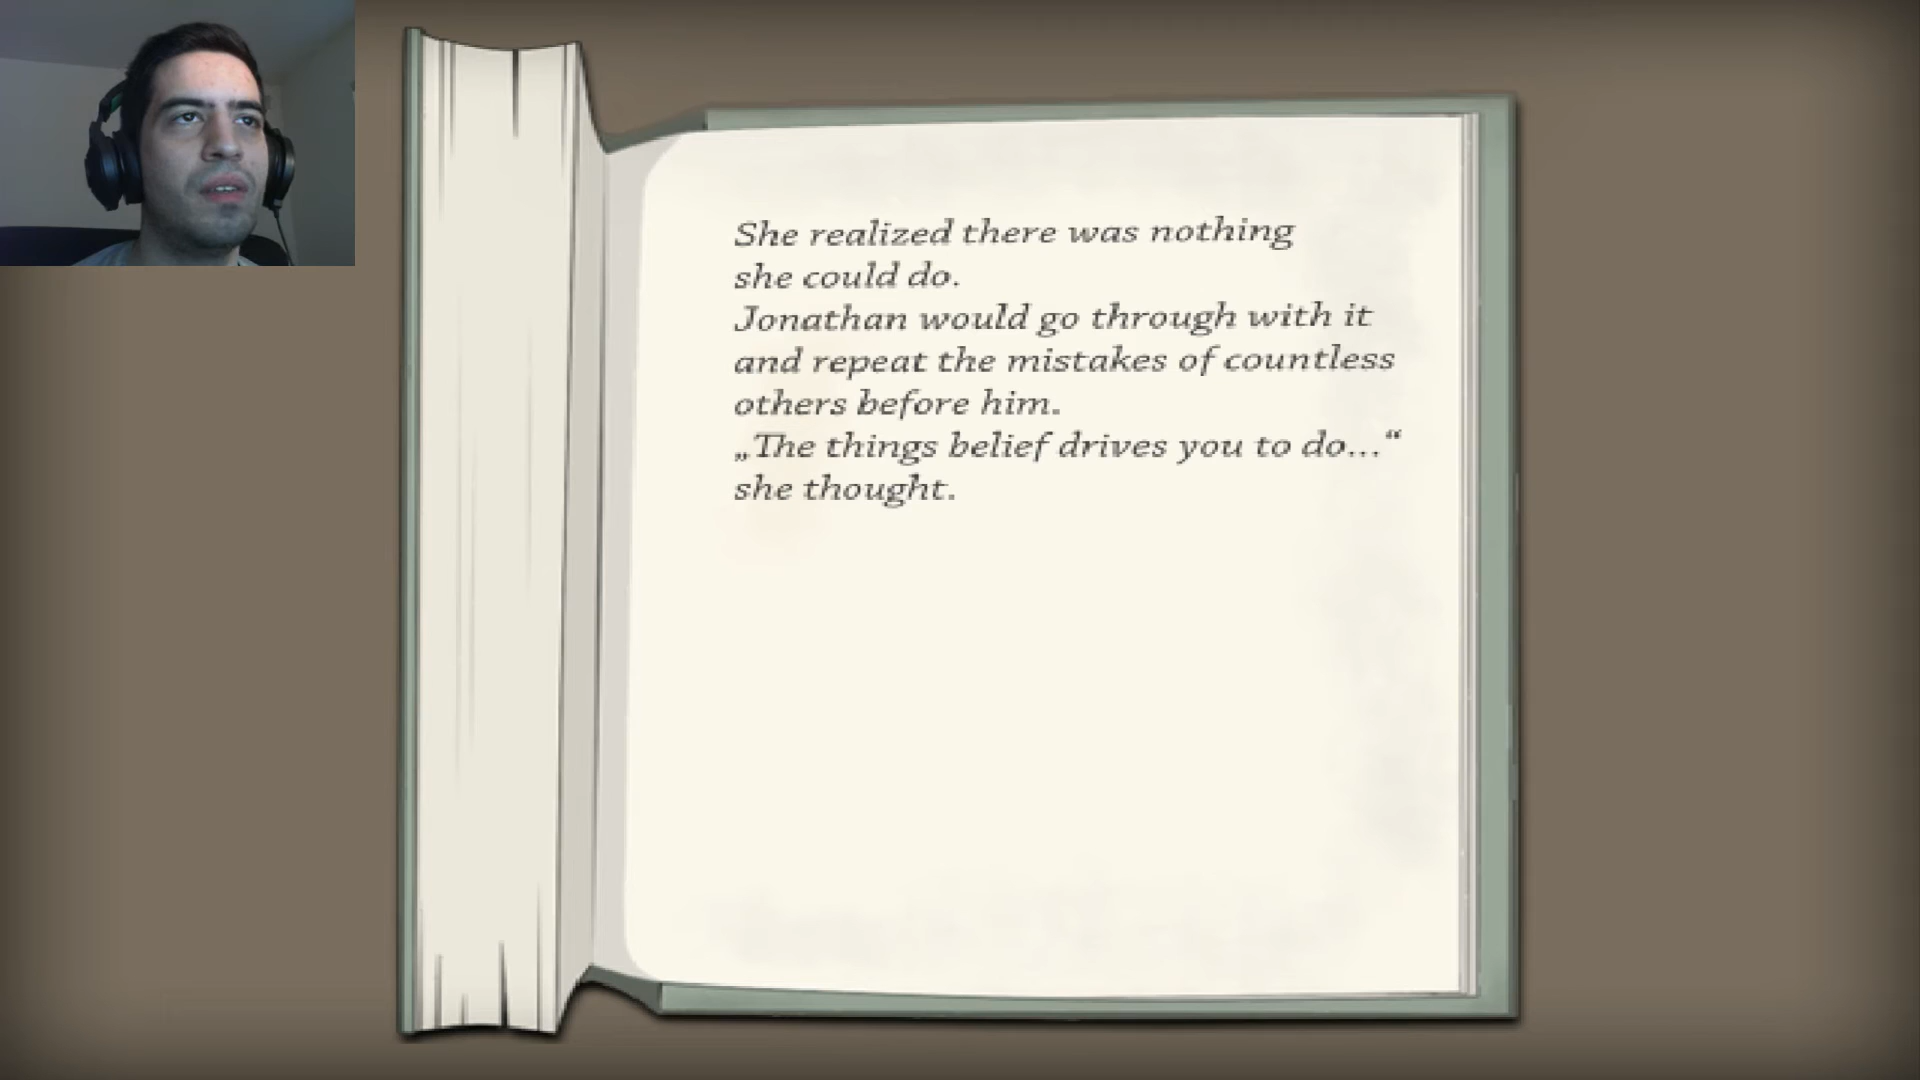 She realized there was nothing
she could do.
Jonathan would go through with it
and repeat the mistakes of countless
others before him.
„The things belief drives you to do...“
she thought.